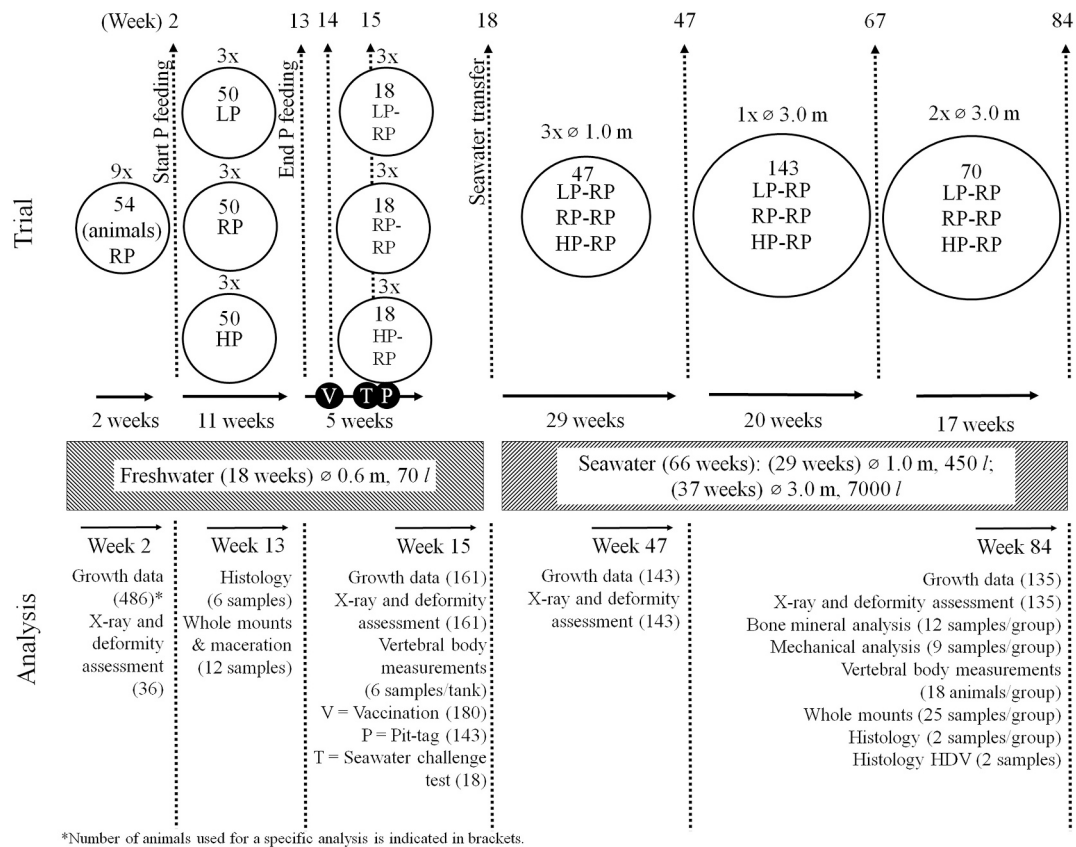 (Week) 2 13 14 15 18 47 67 84
Trial
9x
54
(animals)
RP
Start P feeding
3x
50
LP
3x
50
RP
3x
50
HP
End P feeding
3x
18
LP-
RP
3x
18
RP-
RP
3x
18
HP-
RP
Seawater transfer
3x ⌀ 1.0 m
47
LP-RP
RP-RP
HP-RP
1x ⌀ 3.0 m
143
LP-RP
RP-RP
HP-RP
2x ⌀ 3.0 m
70
LP-RP
RP-RP
HP-RP
V T P
2 weeks 11 weeks 5 weeks 29 weeks 20 weeks 17 weeks
Freshwater (18 weeks) ⌀ 0.6 m, 70 l
Seawater (66 weeks): (29 weeks) ⌀ 1.0 m, 450 l;
(37 weeks) ⌀ 3.0 m, 7000 l
Analysis
Week 2
Growth data
(486)*
X-ray and
deformity
assessment
(36)
Week 13
Histology
(6 samples)
Whole mounts
& maceration
(12 samples)
Week 15
Growth data (161)
X-ray and deformity
assessment (161)
Vertebral body
measurements
(6 samples/tank)
V = Vaccination (180)
P = Pit-tag (143)
T = Seawater challenge
test (18)
Week 47
Growth data (143)
X-ray and deformity
assessment (143)
Week 84
Growth data (135)
X-ray and deformity assessment (135)
Bone mineral analysis (12 samples/group)
Mechanical analysis (9 samples/group)
Vertebral body measurements
(18 animals/group)
Whole mounts (25 samples/group)
Histology (2 samples/group)
Histology HDV (2 samples)
*Number of animals used for a specific analysis is indicated in brackets.